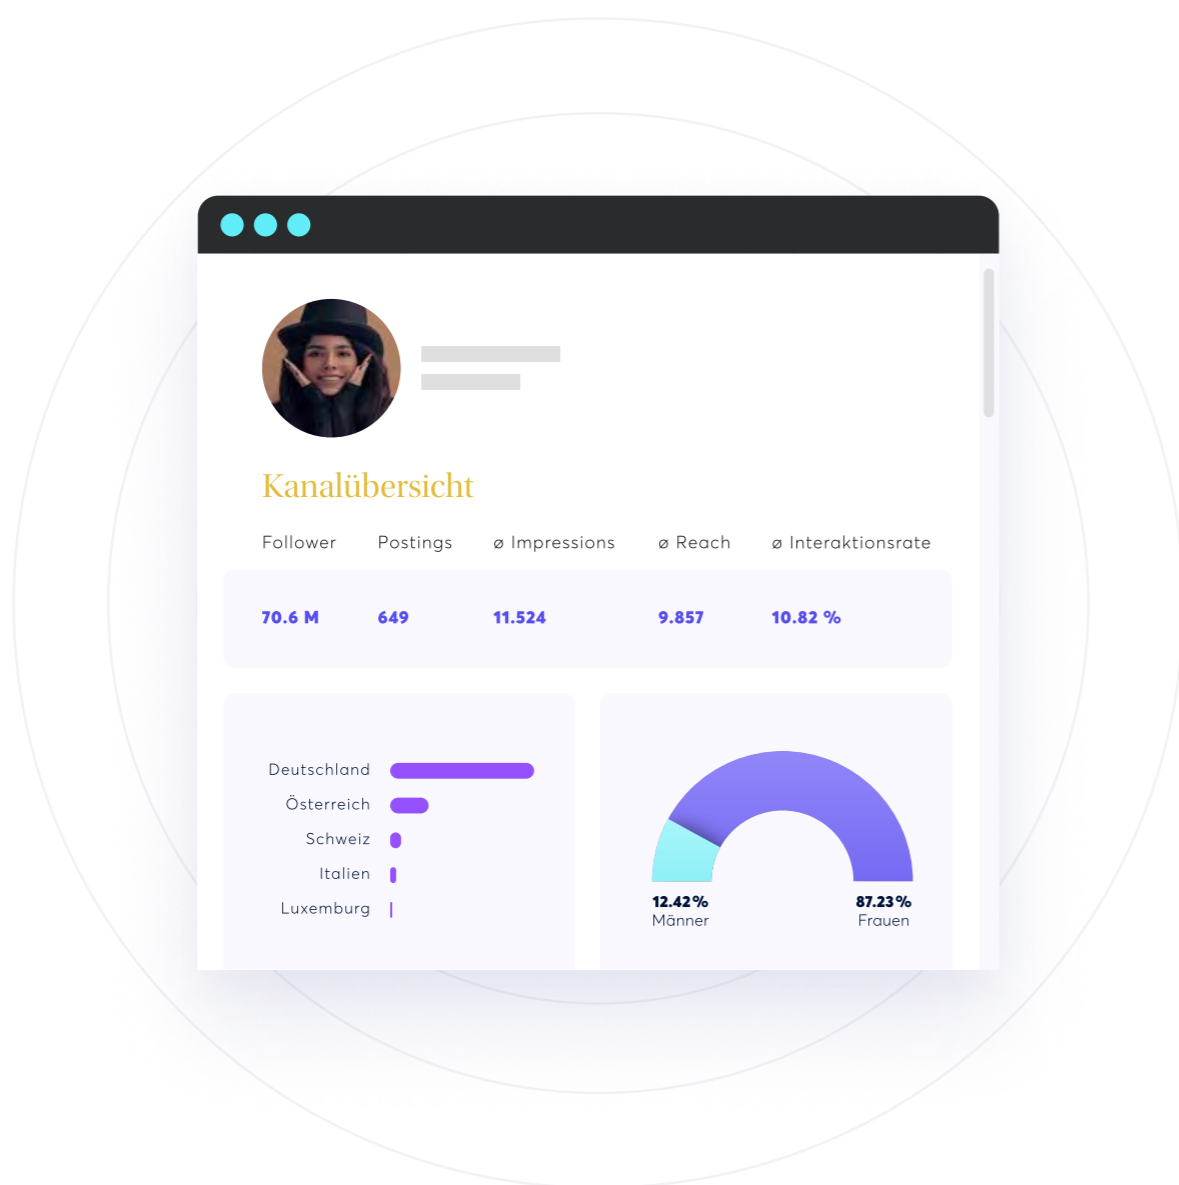 Kanalübersicht
Follower Postings ø Impressions ø Reach ø Interaktionsrate
70.6 M 649 11.524 9.857 10.82 %
Deutschland
Österreich
Schweiz
Italien
Luxemburg
12.42% 87.23%
Männer Frauen